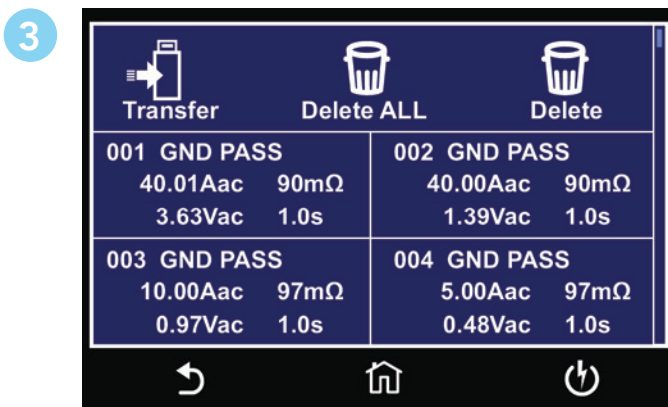 3
Transfer Delete ALL Delete
001 GND PASS
40.01Aac 90mΩ
3.63Vac 1.0s
002 GND PASS
40.00Aac 90mΩ
1.39Vac 1.0s
003 GND PASS
10.00Aac 97mΩ
0.97Vac 1.0s
004 GND PASS
5.00Aac 97mΩ
0.48Vac 1.0s